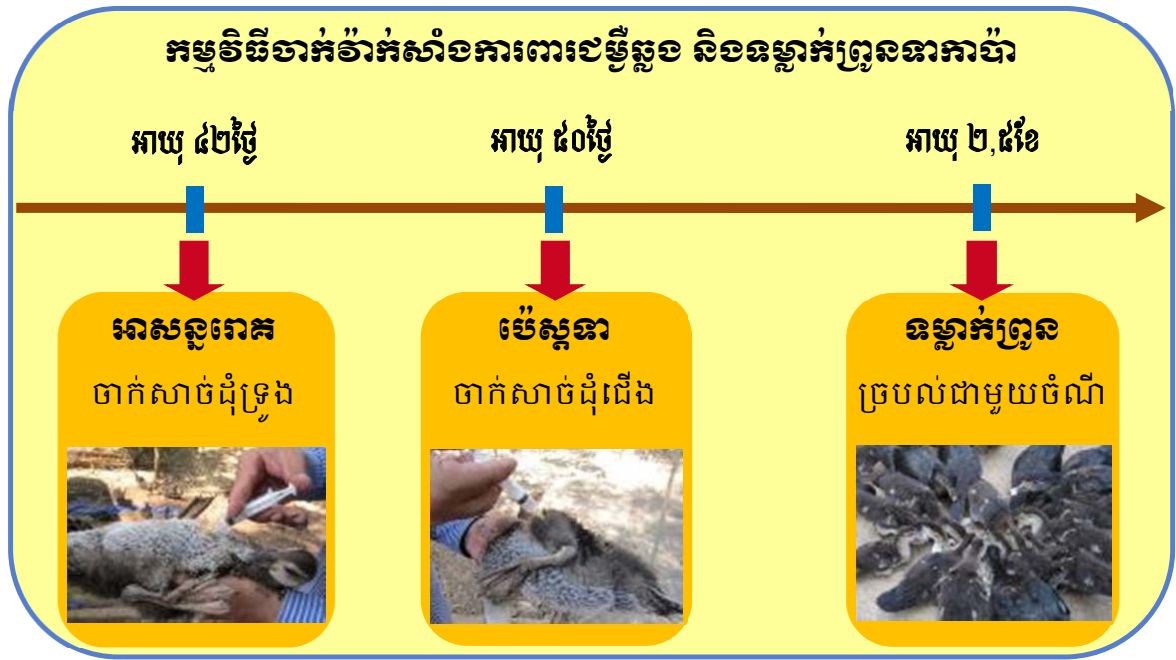 កម្មវិធីចាក់វ៉ាក់សាំងការពារជម្ងឺឆ្លង និងទម្លាក់ព្រូនទាកាប៉ា
អាយុ ៤២ថ្ងៃ
អាយុ ៥០ថ្ងៃ
អាយុ ២,៥ខែ
អាសន្នរោគ
ចាក់សាច់ដុំទ្រូង
ប៉េស្តទា
ចាក់សាច់ដុំជើង
ទម្លាក់ព្រូន
ច្របល់ជាមួយចំណី